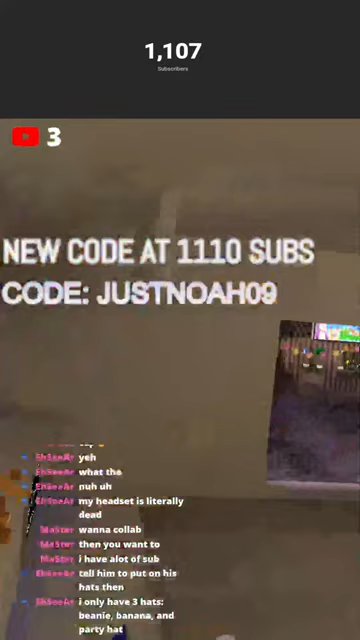 1,107
Subscribers
3
NEW CODE AT 1110 SUBS
CODE: JUSTNOAH09
yeh
what the
nuh uh
my headset is literally
dead
wanna collab
then you want to
i have alot of sub
tell him to put on his
hats then
i only have 3 hats:
beanie, banana, and
party hat